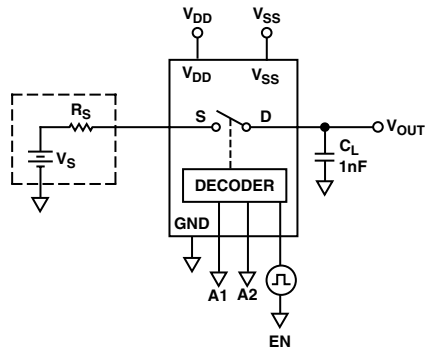 VDD VSS
VDD VSS
RS
S D
VOUT
VS
CL
1nF
DECODER
GND
A1 A2
EN